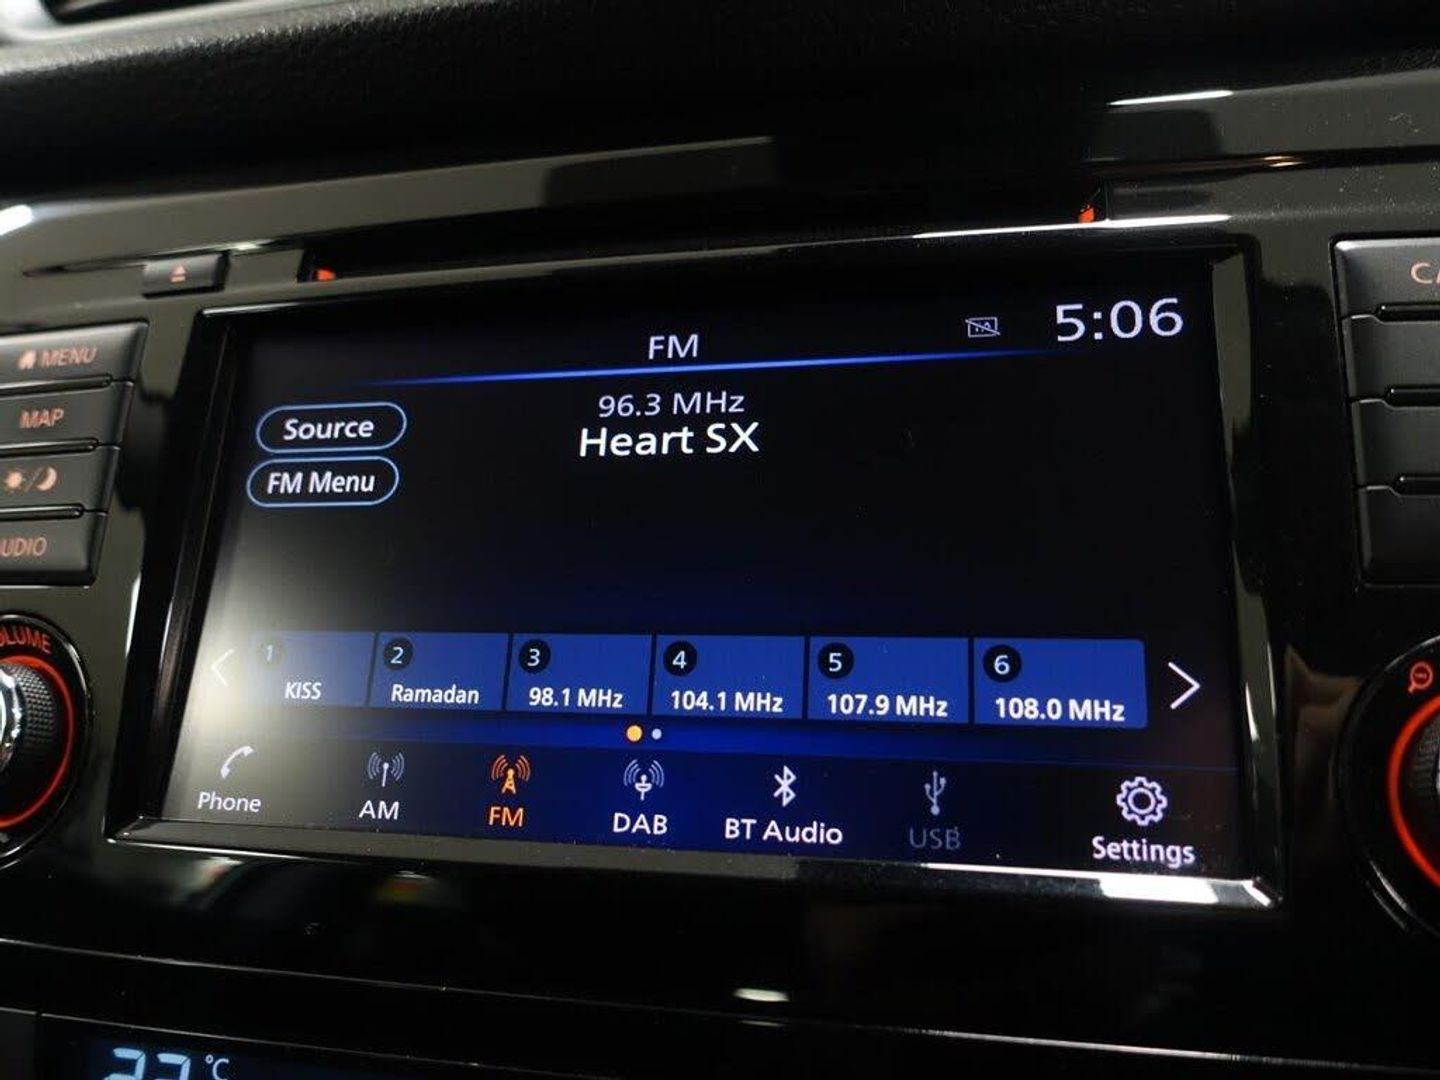 FM
5:06
MENU
MAP
96.3 MHz
Heart SX
Source
FM Menu
VOLUME
1 2 3 4 5 6
KISS Ramadan 98.1 MHz 104.1 MHz 107.9 MHz 108.0 MHz
Phone AM FM DAB BT Audio USB Settings
°C